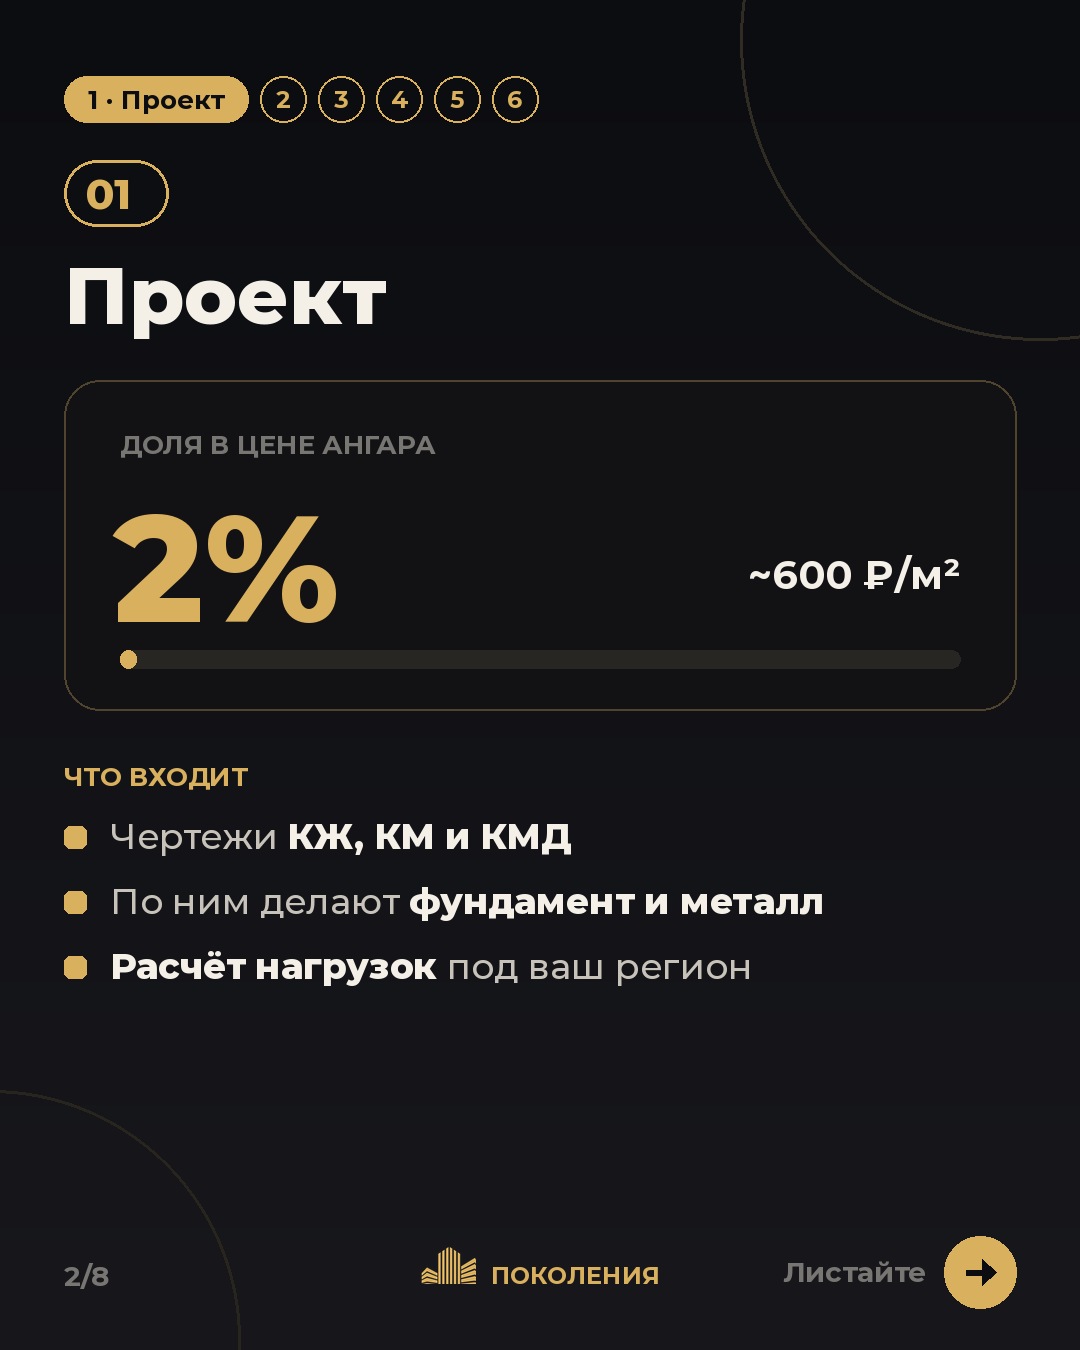 1 · Проект 2 3 4 5 6
01
Проект
ДОЛЯ В ЦЕНЕ АНГАРА
2%
~600 ₽/м²
ЧТО ВХОДИТ
Чертежи КЖ, КМ и КМД
По ним делают фундамент и металл
Расчёт нагрузок под ваш регион
2/8
ПОКОЛЕНИЯ
Листайте